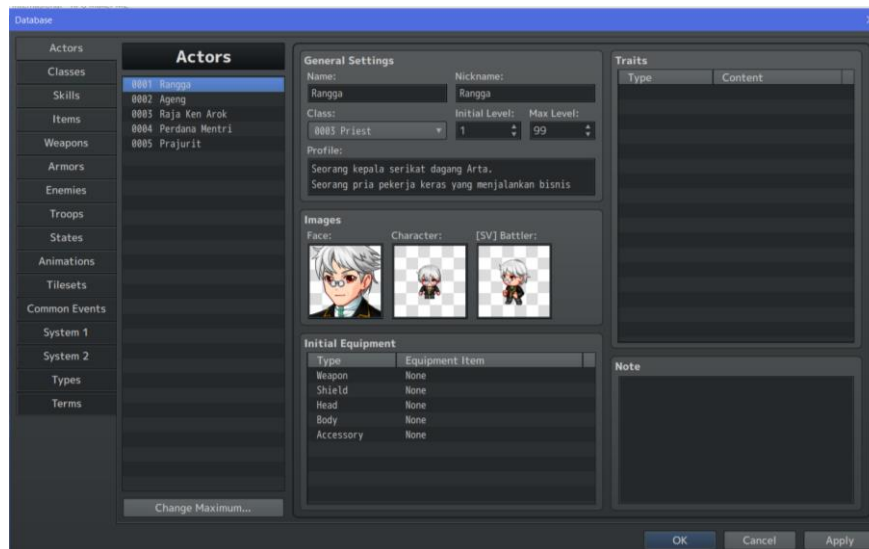 Database
Actors
Classes
Skills
Items
Weapons
Armors
Enemies
Troops
States
Animations
Tilesets
Common Events
System 1
System 2
Types
Terms
Actors
0001 Rangga
0002 Ageng
0003 Raja Ken Arok
0004 Perdana Mentri
0005 Prajurit
Change Maximum...
General Settings
Name: Nickname:
Rangga Rangga
Class: Initial Level: Max Level:
0003 Priest 1 99
Profile:
Seorang kepala serikat dagang Arta.
Seorang pria pekerja keras yang menjalankan bisnis
Images
Face: Character: [SV] Battler:
Initial Equipment
Type Equipment Item
Weapon None
Shield None
Head None
Body None
Accessory None
Traits
Type Content
Note
OK Cancel Apply